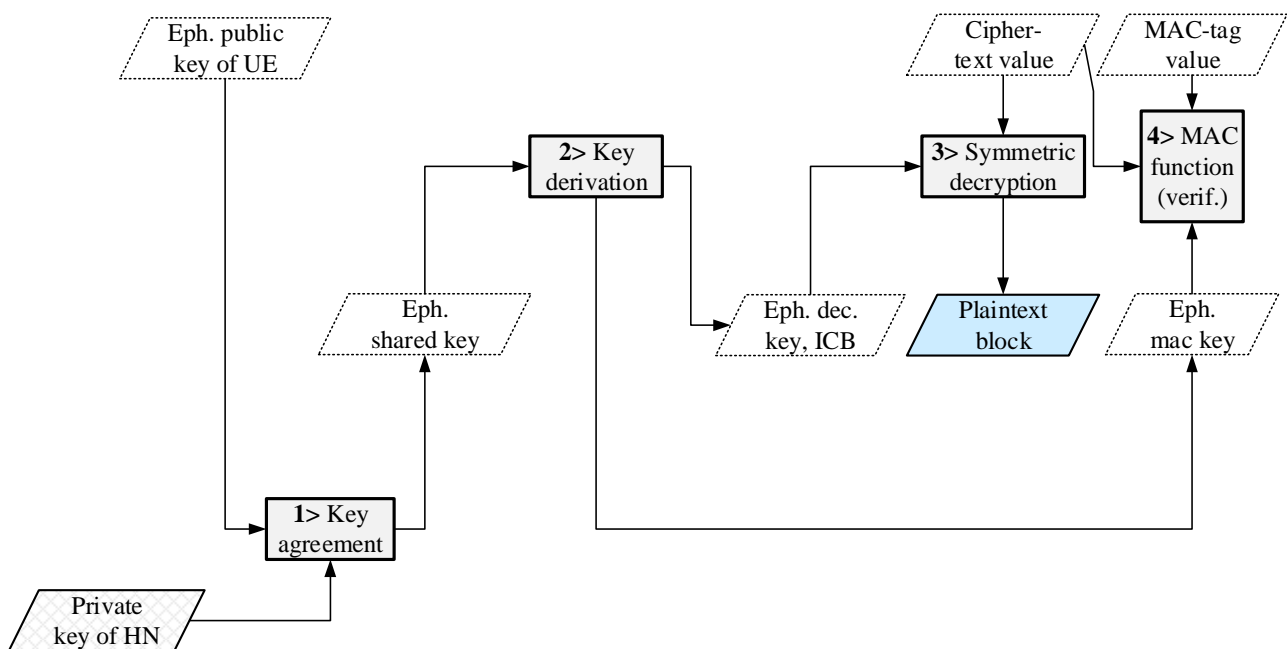 Eph. public
key of UE
Cipher-
text value
MAC-tag
value
2> Key
derivation
3> Symmetric
decryption
4> MAC
function
(verif.)
Eph.
shared key
Eph. dec.
key, ICB
Plaintext
block
Eph.
mac key
1> Key
agreement
Private
key of HN